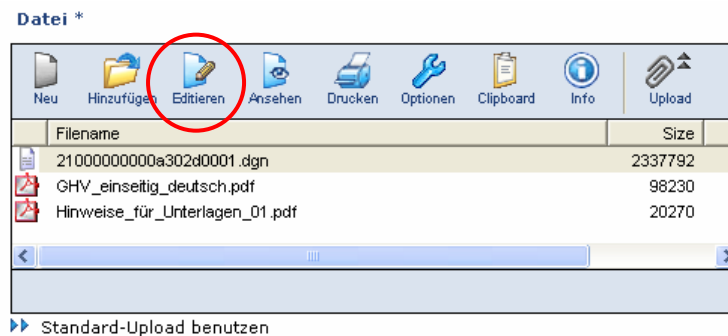 Datei *
Neu Hinzufügen Editieren Ansehen Drucken Optionen Clipboard Info Upload
Filename Size
21000000000a302d0001.dgn 2337792
GHV_einseitig_deutsch.pdf 98230
Hinweise_für_Unterlagen_01.pdf 20270
Standard-Upload benutzen